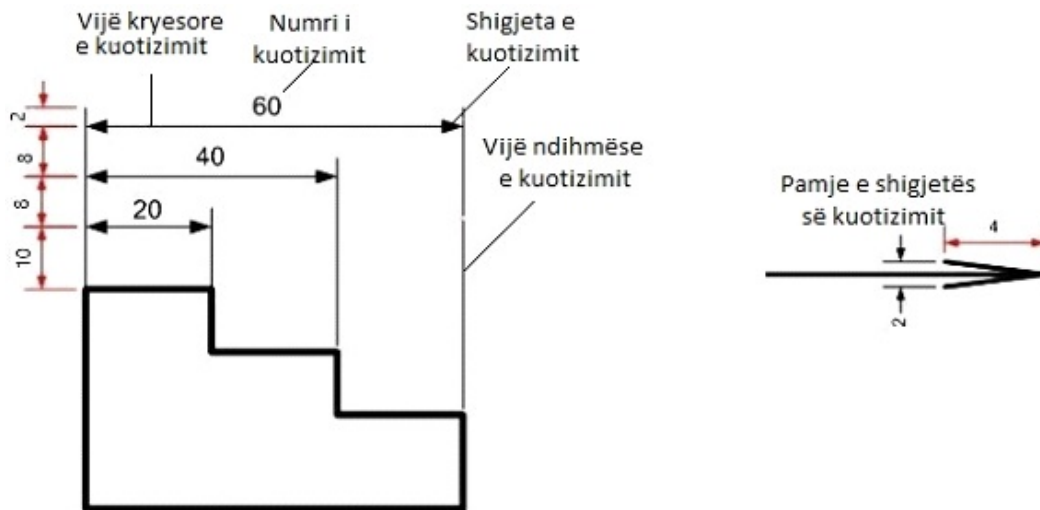 Vijë kryesore
e kuotizimit
Numri i
kuotizimit
Shigjeta e
kuotizimit
2
60
8
40
Vijë ndihmëse
e kuotizimit
8
20
10
Pamje e shigjetës
së kuotizimit
4
2